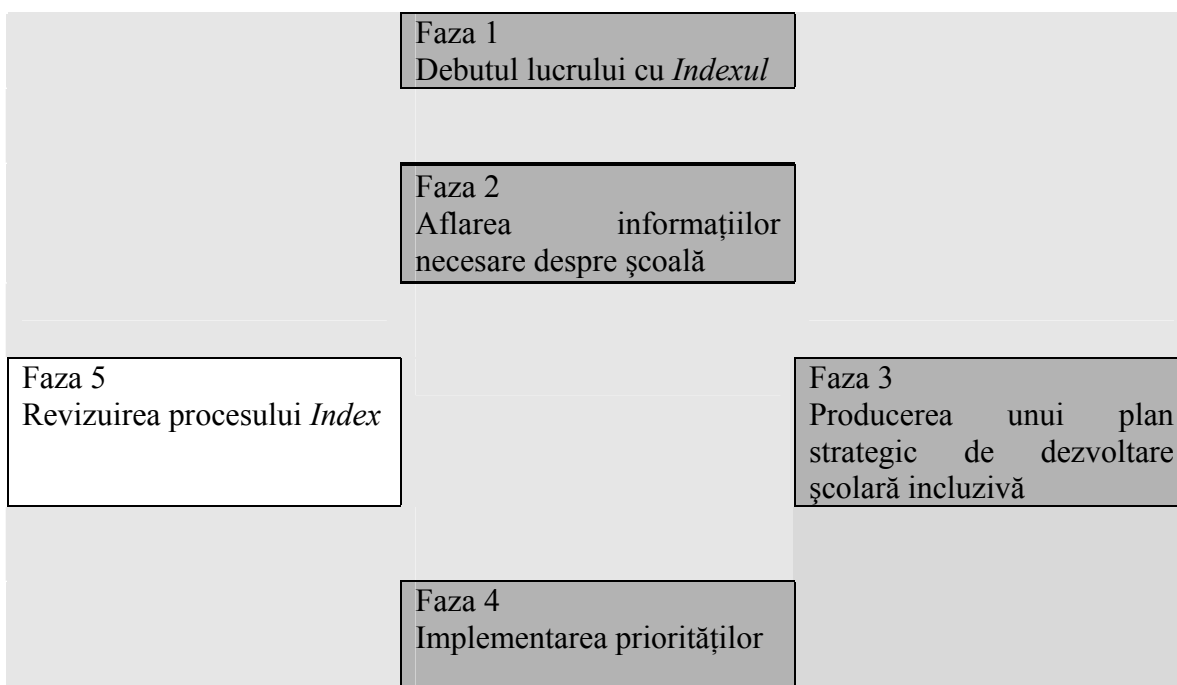 Faza 1
Debutul lucrului cu Indexul
Faza 2
Aflarea informațiilor
necesare despre şcoală
Faza 5
Revizuirea procesului Index
Faza 3
Producerea unui plan
strategic de dezvoltare
şcolară incluzivă
Faza 4
Implementarea priorităților